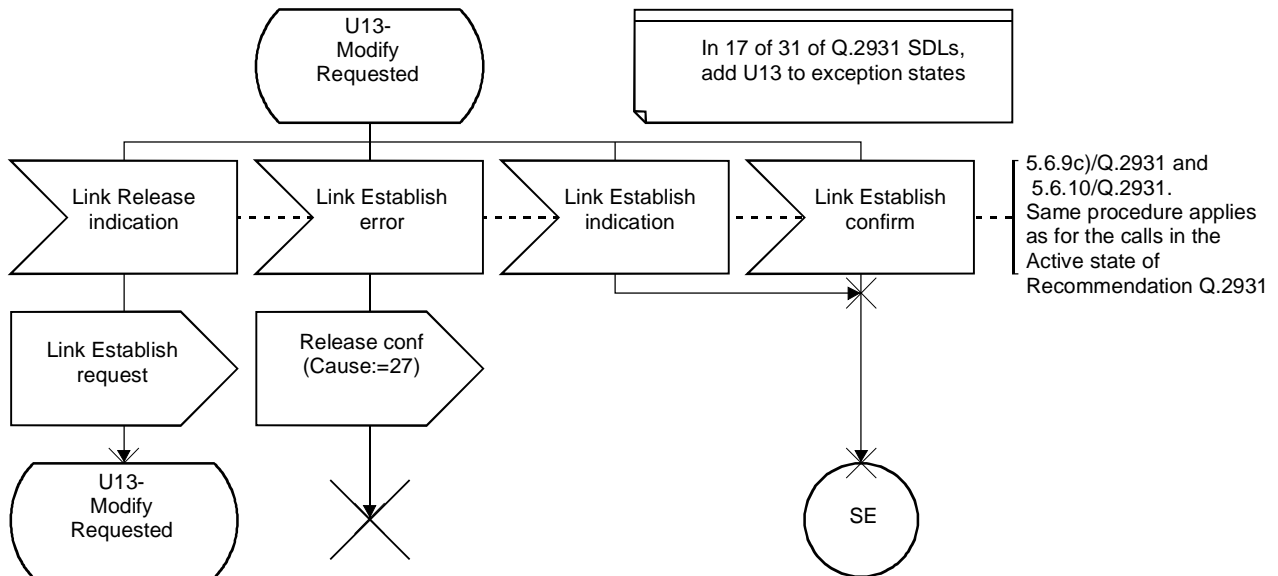 U13-
Modify
Requested
In 17 of 31 of Q.2931 SDLs,
add U13 to exception states
Link Release
indication
Link Establish
error
Link Establish
indication
Link Establish
confirm
5.6.9c)/Q.2931 and
5.6.10/Q.2931.
Same procedure applies
as for the calls in the
Active state of
Recommendation Q.2931
Link Establish
request
Release conf
(Cause:=27)
U13-
Modify
Requested
SE